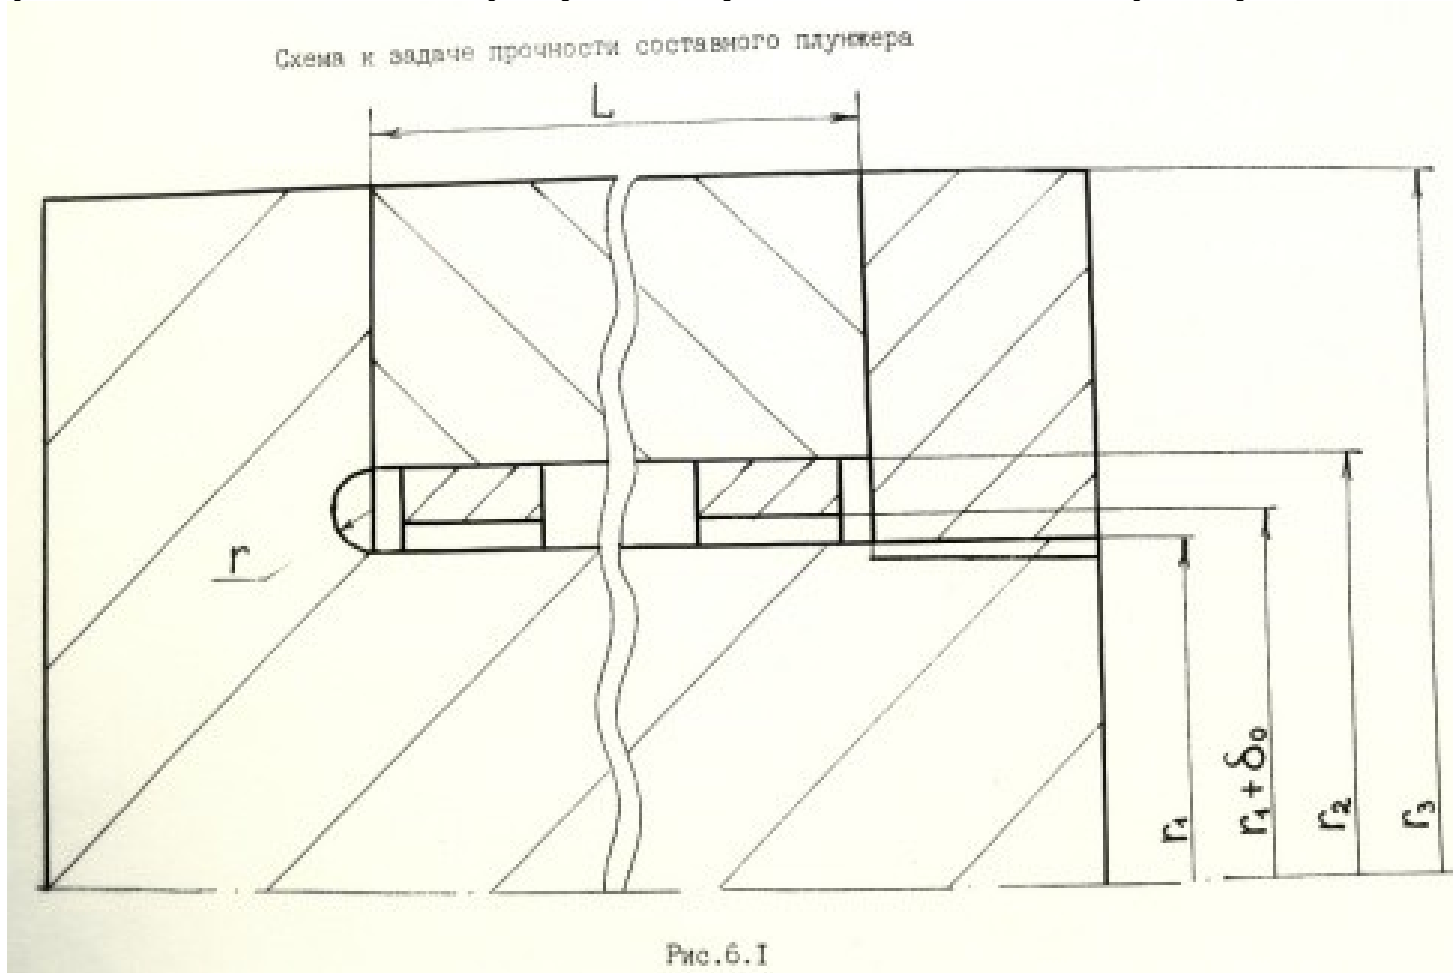 Схема к задаче прочности составного плунжера
L
r
r₁
r₁+δ₀
r₂
r₃
Рис.6.I